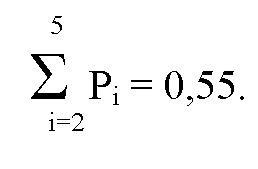 5
∑ Pi = 0,55.
i=2